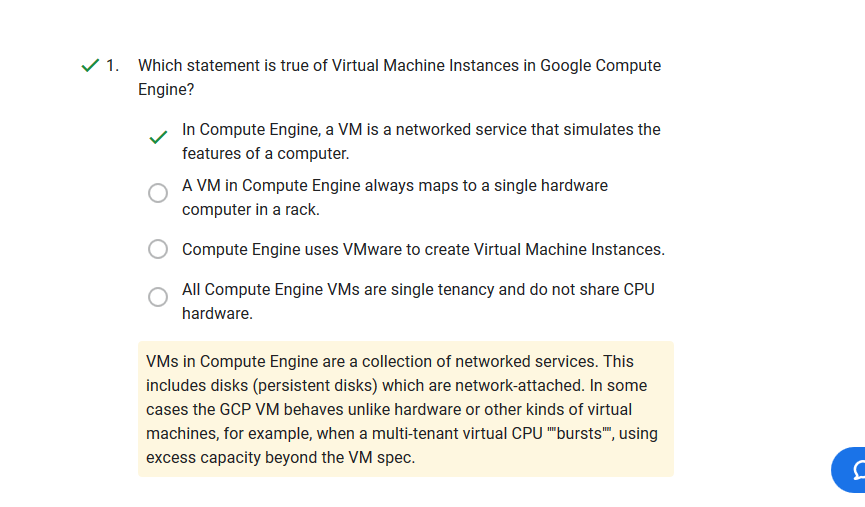 1. Which statement is true of Virtual Machine Instances in Google Compute
Engine?
In Compute Engine, a VM is a networked service that simulates the
features of a computer.
A VM in Compute Engine always maps to a single hardware
computer in a rack.
Compute Engine uses VMware to create Virtual Machine Instances.
All Compute Engine VMs are single tenancy and do not share CPU
hardware.
VMs in Compute Engine are a collection of networked services. This
includes disks (persistent disks) which are network-attached. In some
cases the GCP VM behaves unlike hardware or other kinds of virtual
machines, for example, when a multi-tenant virtual CPU ""bursts"", using
excess capacity beyond the VM spec.